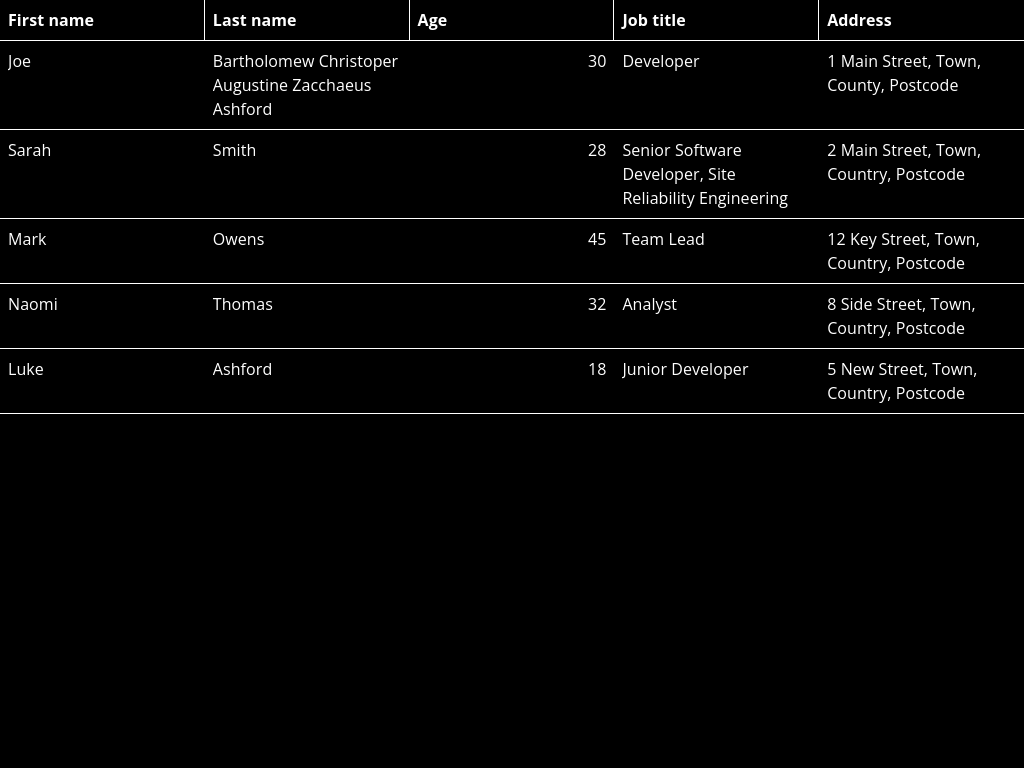 First name Last name Age Job title Address
Joe Bartholomew Christoper 30 Developer 1 Main Street, Town,
Augustine Zacchaeus County, Postcode
Ashford
Sarah Smith 28 Senior Software 2 Main Street, Town,
Developer, Site Country, Postcode
Reliability Engineering
Mark Owens 45 Team Lead 12 Key Street, Town,
Country, Postcode
Naomi Thomas 32 Analyst 8 Side Street, Town,
Country, Postcode
Luke Ashford 18 Junior Developer 5 New Street, Town,
Country, Postcode